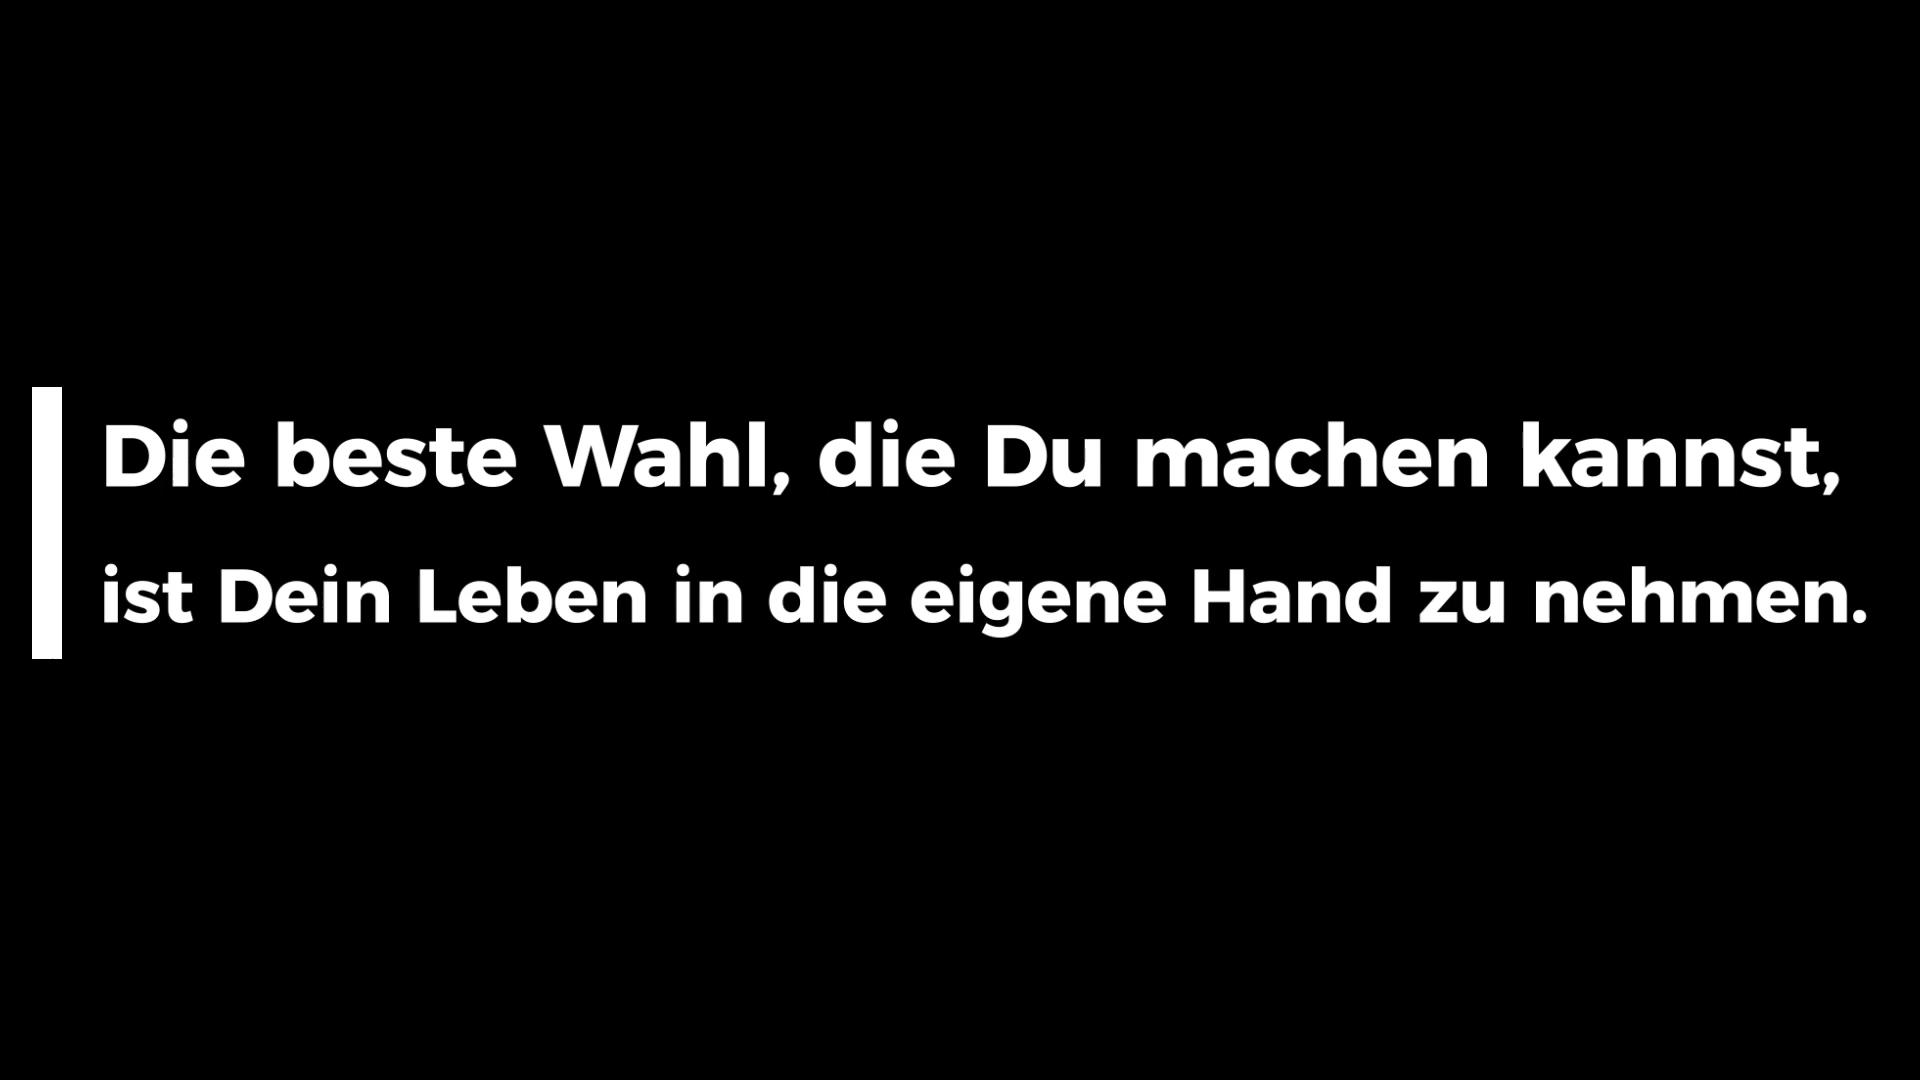 Die beste Wahl, die Du machen kannst,
ist Dein Leben in die eigene Hand zu nehmen.